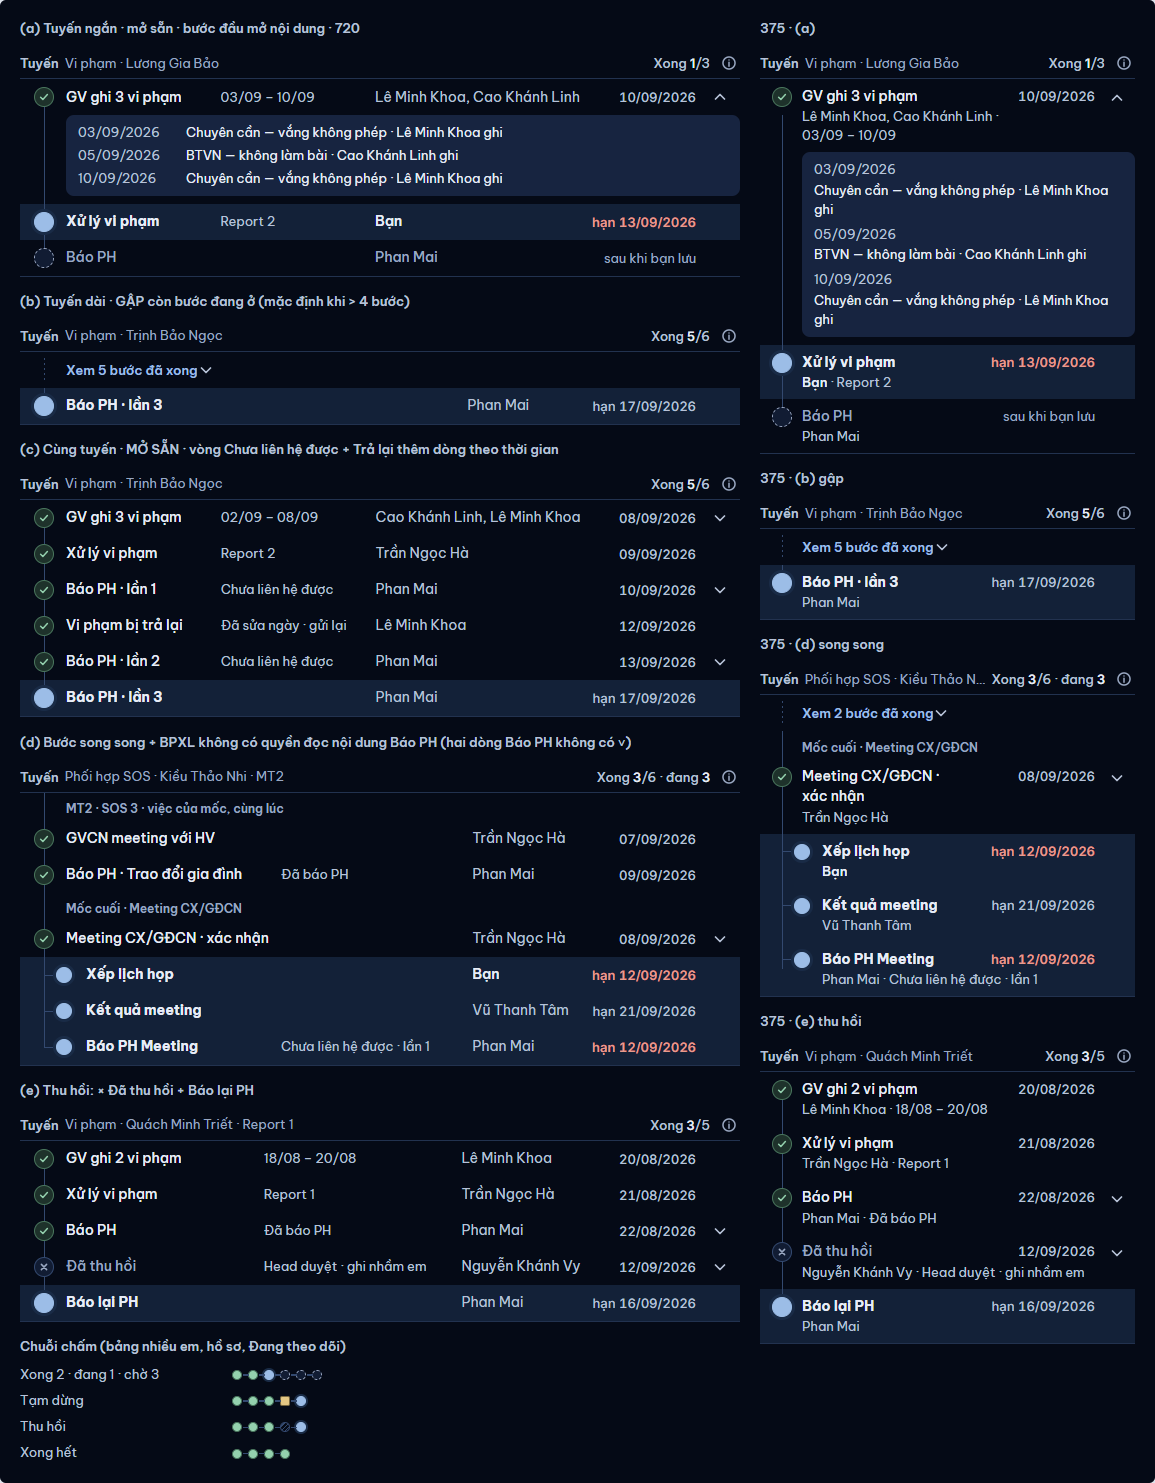 (a) Tuyến ngắn · mở sẵn · bước đầu mở nội dung · 720
Tuyến Vi phạm · Lương Gia Bảo Xong 1/3
GV ghi 3 vi phạm 03/09 – 10/09 Lê Minh Khoa, Cao Khánh Linh 10/09/2026
03/09/2026 Chuyên cần — vắng không phép · Lê Minh Khoa ghi
05/09/2026 BTVN — không làm bài · Cao Khánh Linh ghi
10/09/2026 Chuyên cần — vắng không phép · Lê Minh Khoa ghi
Xử lý vi phạm Report 2 Bạn hạn 13/09/2026
Báo PH Phan Mai sau khi bạn lưu
(b) Tuyến dài · GẬP còn bước đang ở (mặc định khi > 4 bước)
Tuyến Vi phạm · Trịnh Bảo Ngọc Xong 5/6
Xem 5 bước đã xong
Báo PH · lần 3 Phan Mai hạn 17/09/2026
(c) Cùng tuyến · MỞ SẴN · vòng Chưa liên hệ được + Trả lại thêm dòng theo thời gian
Tuyến Vi phạm · Trịnh Bảo Ngọc Xong 5/6
GV ghi 3 vi phạm 02/09 – 08/09 Cao Khánh Linh, Lê Minh Khoa 08/09/2026
Xử lý vi phạm Report 2 Trần Ngọc Hà 09/09/2026
Báo PH · lần 1 Chưa liên hệ được Phan Mai 10/09/2026
Vi phạm bị trả lại Đã sửa ngày · gửi lại Lê Minh Khoa 12/09/2026
Báo PH · lần 2 Chưa liên hệ được Phan Mai 13/09/2026
Báo PH · lần 3 Phan Mai hạn 17/09/2026
(d) Bước song song + BPXL không có quyền đọc nội dung Báo PH (hai dòng Báo PH không có ˅)
Tuyến Phối hợp SOS · Kiều Thảo Nhi · MT2 Xong 3/6 · đang 3
MT2 · SOS 3 · việc của mốc, cùng lúc
GVCN meeting với HV Trần Ngọc Hà 07/09/2026
Báo PH · Trao đổi gia đình Đã báo PH Phan Mai 09/09/2026
Mốc cuối · Meeting CX/GĐCN
Meeting CX/GĐCN · xác nhận Trần Ngọc Hà 08/09/2026
Xếp lịch họp Bạn hạn 12/09/2026
Kết quả meeting Vũ Thanh Tâm hạn 21/09/2026
Báo PH Meeting Chưa liên hệ được · lần 1 Phan Mai hạn 12/09/2026
(e) Thu hồi: × Đã thu hồi + Báo lại PH
Tuyến Vi phạm · Quách Minh Triết · Report 1 Xong 3/5
GV ghi 2 vi phạm 18/08 – 20/08 Lê Minh Khoa 20/08/2026
Xử lý vi phạm Report 1 Trần Ngọc Hà 21/08/2026
Báo PH Đã báo PH Phan Mai 22/08/2026
Đã thu hồi Head duyệt · ghi nhầm em Nguyễn Khánh Vy 12/09/2026
Báo lại PH Phan Mai hạn 16/09/2026
Chuỗi chấm (bảng nhiều em, hồ sơ, Đang theo dõi)
Xong 2 · đang 1 · chờ 3
Tạm dừng
Thu hồi
Xong hết
375 · (a)
Tuyến Vi phạm · Lương Gia Bảo Xong 1/3
GV ghi 3 vi phạm 10/09/2026
Lê Minh Khoa, Cao Khánh Linh ·
03/09 – 10/09
03/09/2026
Chuyên cần — vắng không phép · Lê Minh Khoa
ghi
05/09/2026
BTVN — không làm bài · Cao Khánh Linh ghi
10/09/2026
Chuyên cần — vắng không phép · Lê Minh Khoa
ghi
Xử lý vi phạm hạn 13/09/2026
Bạn · Report 2
Báo PH sau khi bạn lưu
Phan Mai
375 · (b) gập
Tuyến Vi phạm · Trịnh Bảo Ngọc Xong 5/6
Xem 5 bước đã xong
Báo PH · lần 3 hạn 17/09/2026
Phan Mai
375 · (d) song song
Tuyến Phối hợp SOS · Kiều Thảo N... Xong 3/6 · đang 3
Xem 2 bước đã xong
Mốc cuối · Meeting CX/GĐCN
Meeting CX/GĐCN · 08/09/2026
xác nhận
Trần Ngọc Hà
Xếp lịch họp hạn 12/09/2026
Bạn
Kết quả meeting hạn 21/09/2026
Vũ Thanh Tâm
Báo PH Meeting hạn 12/09/2026
Phan Mai · Chưa liên hệ được · lần 1
375 · (e) thu hồi
Tuyến Vi phạm · Quách Minh Triết Xong 3/5
GV ghi 2 vi phạm 20/08/2026
Lê Minh Khoa · 18/08 – 20/08
Xử lý vi phạm 21/08/2026
Trần Ngọc Hà · Report 1
Báo PH 22/08/2026
Phan Mai · Đã báo PH
Đã thu hồi 12/09/2026
Nguyễn Khánh Vy · Head duyệt · ghi nhầm em
Báo lại PH hạn 16/09/2026
Phan Mai